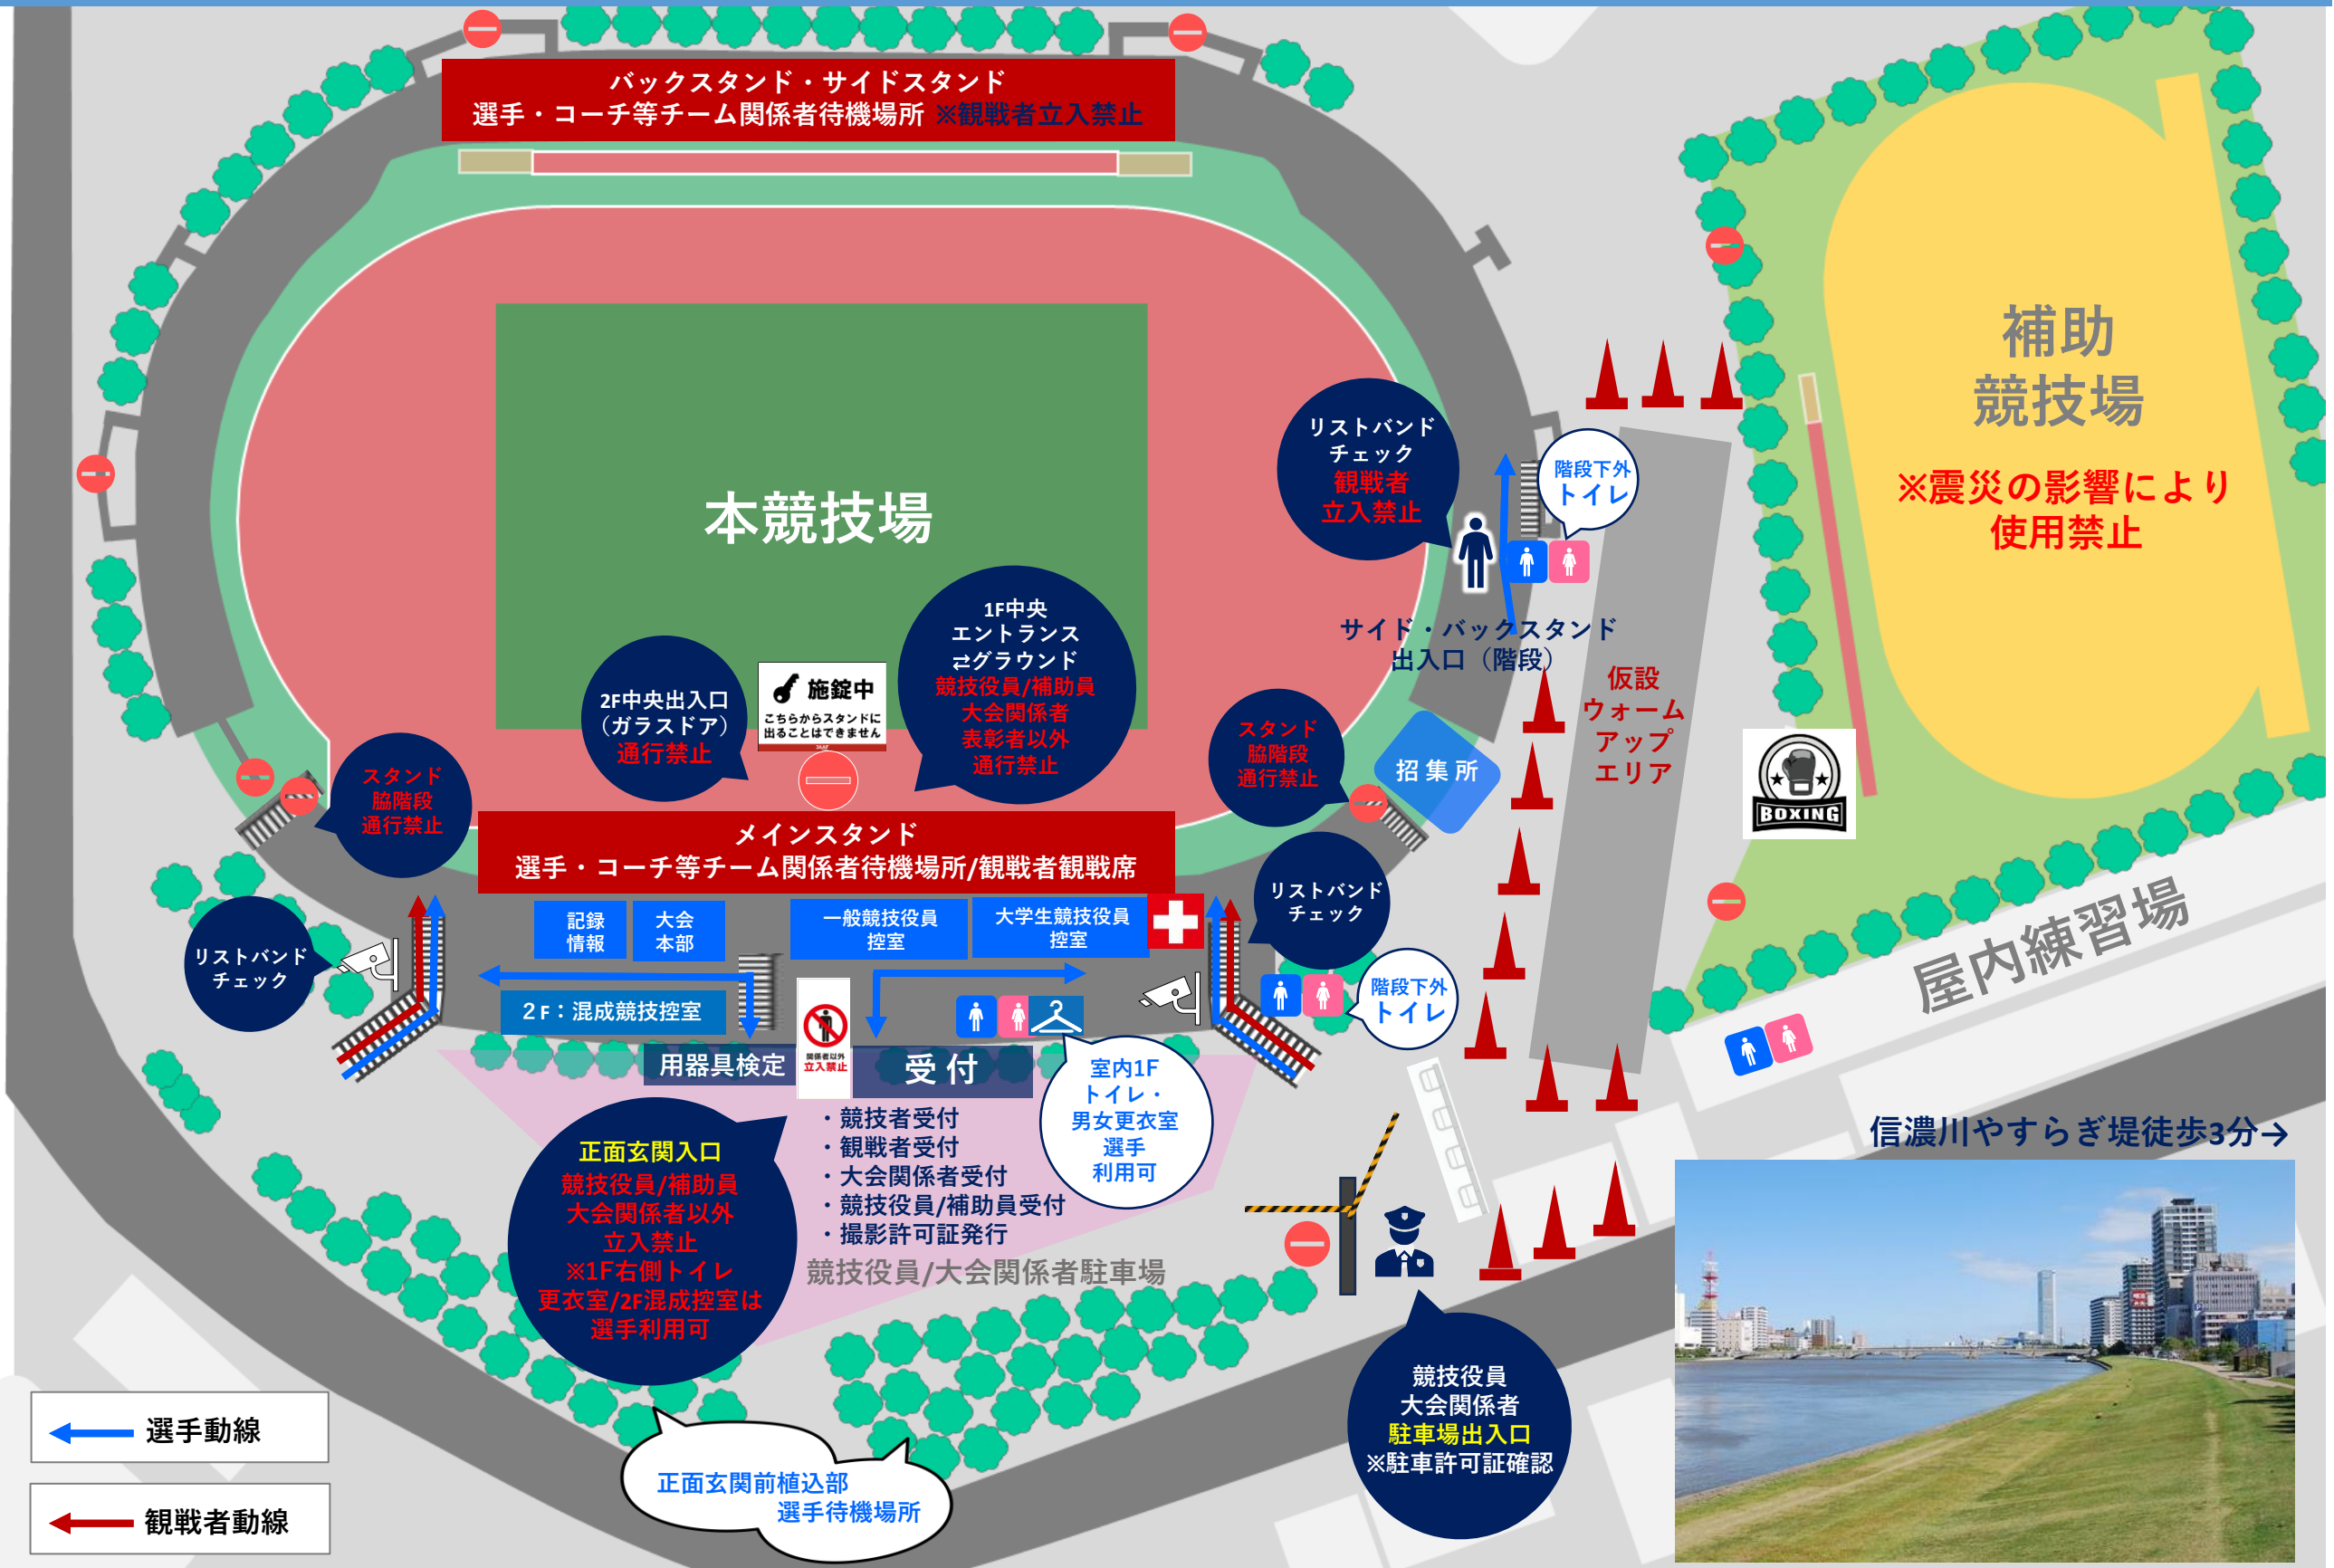 バックスタンド・サイドスタンド
選手・コーチ等チーム関係者待機場所 ※観戦者立入禁止
本競技場
補助
競技場
※震災の影響により
使用禁止
リストバンド
チェック
観戦者
立入禁止
階段下外
トイレ
サイド・バックスタンド
出入口（階段）
1F中央
エントランス
⇄グラウンド
競技役員/補助員
大会関係者
表彰者以外
通行禁止
2F中央出入口
（ガラスドア）
通行禁止
施錠中
こちらからスタンドに
出ることはできません
スタンド
脇階段
通行禁止
スタンド
脇階段
通行禁止
招集所
仮設
ウォーム
アップ
エリア
BOXING
メインスタンド
選手・コーチ等チーム関係者待機場所/観戦者観戦席
リストバンド
チェック
リストバンド
チェック
記録
情報
大会
本部
一般競技役員
控室
大学生競技役員
控室
2F：混成競技控室
階段下外
トイレ
屋内練習場
用器具検定
関係者以外
立入禁止
受付
・競技者受付
・観戦者受付
・大会関係者受付
・競技役員/補助員受付
・撮影許可証発行
競技役員/大会関係者駐車場
室内1F
トイレ・
男女更衣室
選手
利用可
正面玄関入口
競技役員/補助員
大会関係者以外
立入禁止
※1F右側トイレ
更衣室/2F混成控室は
選手利用可
信濃川やすらぎ堤徒歩3分→
競技役員
大会関係者
駐車場出入口
※駐車許可証確認
正面玄関前植込部
選手待機場所
選手動線
観戦者動線